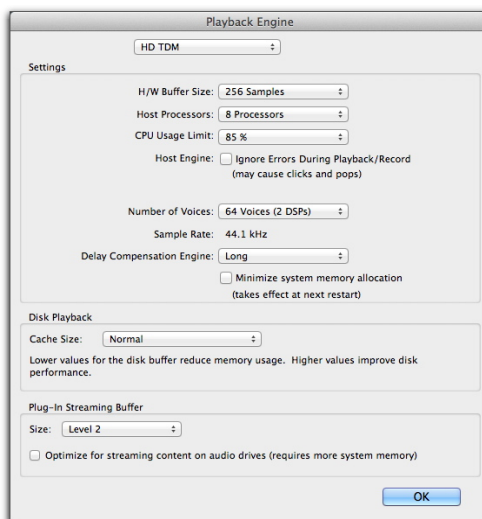 Playback Engine
HD TDM
Settings
H/W Buffer Size: 256 Samples
Host Processors: 8 Processors
CPU Usage Limit: 85 %
Host Engine: Ignore Errors During Playback/Record
(may cause clicks and pops)
Number of Voices: 64 Voices (2 DSPs)
Sample Rate: 44.1 kHz
Delay Compensation Engine: Long
Minimize system memory allocation
(takes effect at next restart)
Disk Playback
Cache Size: Normal
Lower values for the disk buffer reduce memory usage. Higher values improve disk
performance.
Plug-In Streaming Buffer
Size: Level 2
Optimize for streaming content on audio drives (requires more system memory)
OK